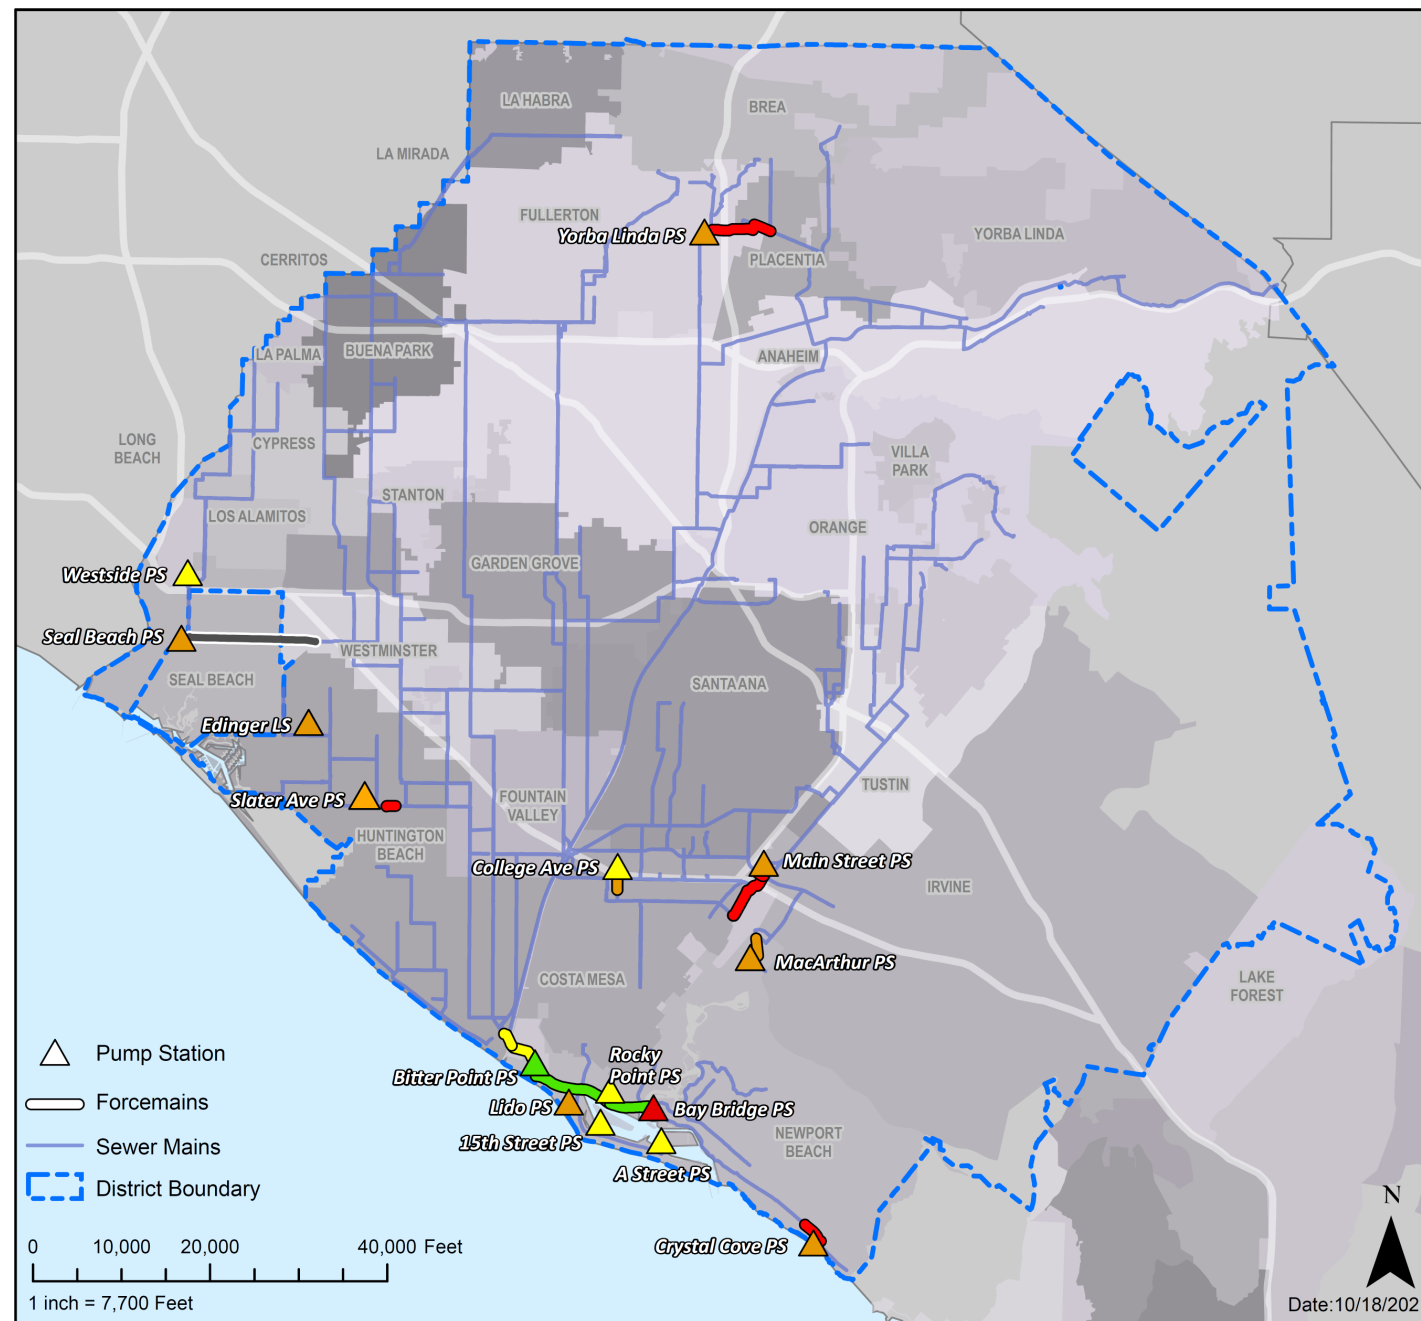 LA HABRA
BREA
LA MIRADA
FULLERTON
Yorba Linda PS
YORBA LINDA
PLACENTIA
CERRITOS
LA PALMA
BUENA PARK
ANAHEIM
LONG
BEACH
CYPRESS
VILLA
PARK
STANTON
LOS ALAMITOS
ORANGE
GARDEN GROVE
Westside PS
Seal Beach PS
WESTMINSTER
SEAL BEACH
SANTA ANA
Edinger LS
TUSTIN
Slater Ave PS
FOUNTAIN
VALLEY
HUNTINGTON
BEACH
College Ave PS
Main Street PS
IRVINE
MacArthur PS
COSTA MESA
LAKE
FOREST
Rocky
Point PS
Bitter Point PS
Lido PS
Bay Bridge PS
15th Street PS
NEWPORT
BEACH
A Street PS
Crystal Cove PS
Pump Station
Forcemains
Sewer Mains
District Boundary
0 10,000 20,000 40,000 Feet
1 inch = 7,700 Feet
N
Date:10/18/202